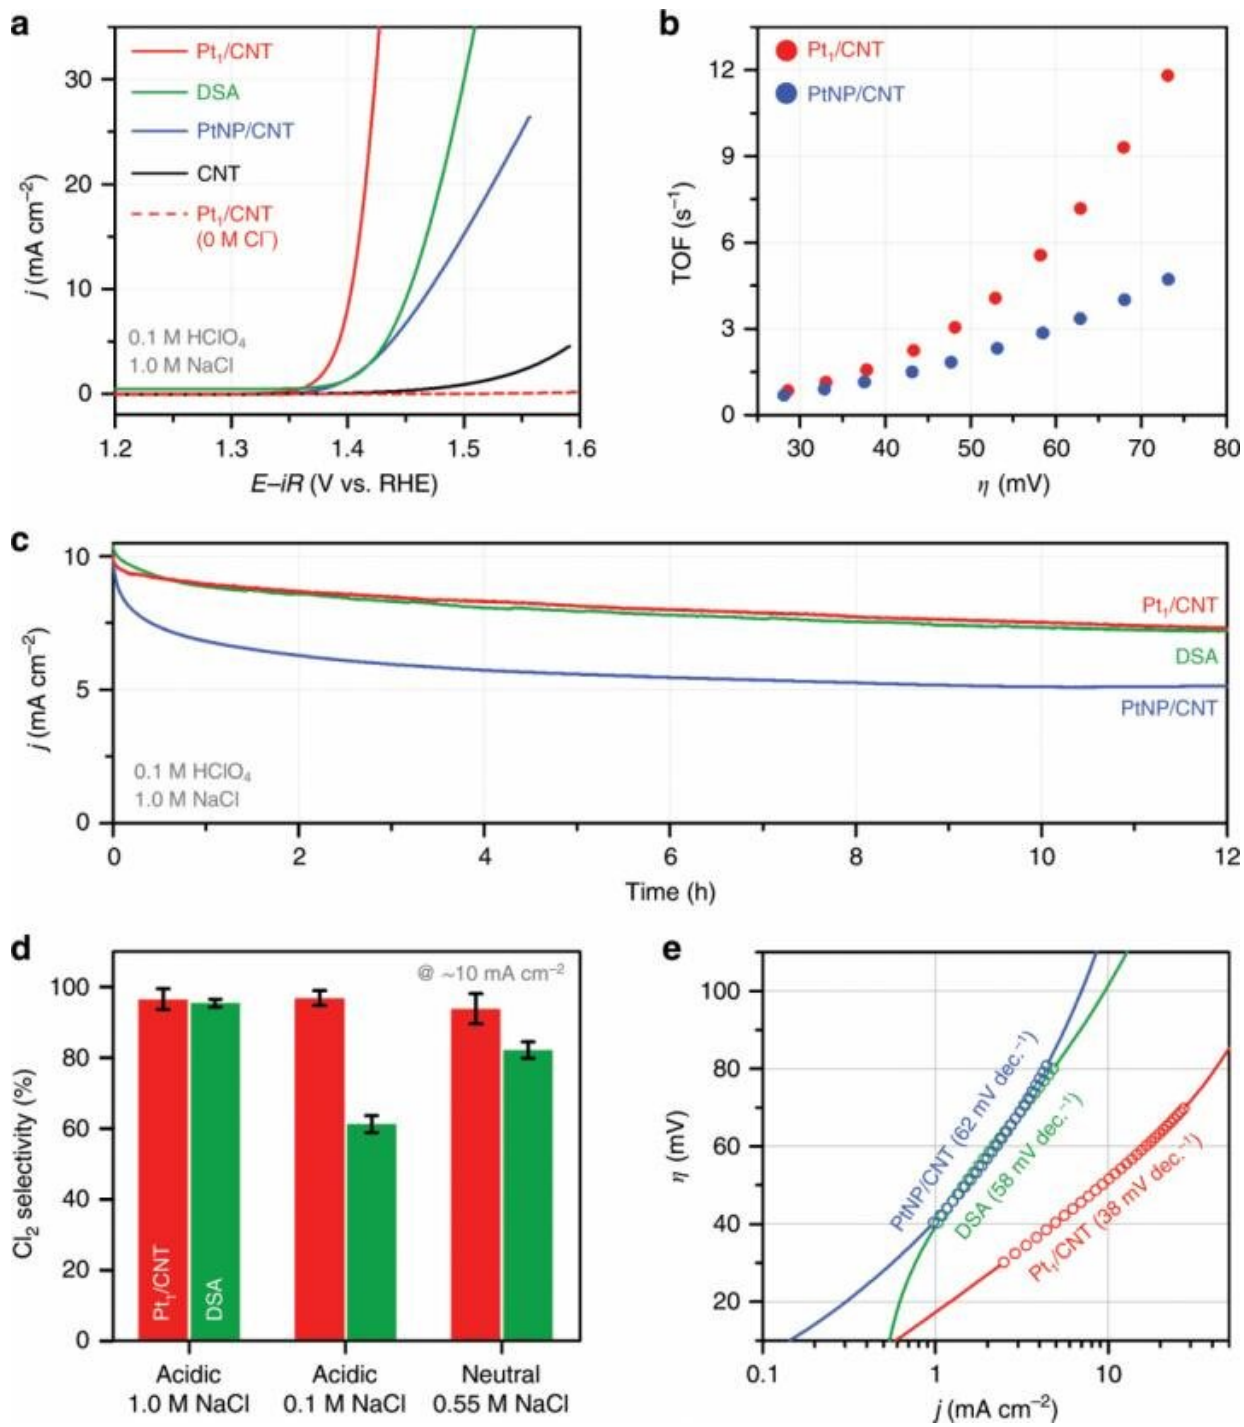 a
Pt₁/CNT
DSA
PtNP/CNT
CNT
Pt₁/CNT
(0 M Cl⁻)
0.1 M HClO₄
1.0 M NaCl
30
20
10
0
j (mA cm⁻²)
1.2 1.3 1.4 1.5 1.6
E–iR (V vs. RHE)
b
Pt₁/CNT
PtNP/CNT
12
9
6
3
0
TOF (s⁻¹)
30 40 50 60 70 80
η (mV)
c
10
5
0
j (mA cm⁻²)
Pt₁/CNT
DSA
PtNP/CNT
0.1 M HClO₄
1.0 M NaCl
0 2 4 6 8 10 12
Time (h)
d
@ ~10 mA cm⁻²
100
80
60
40
20
0
Cl₂ selectivity (%)
Pt₁/CNT
DSA
Acidic
1.0 M NaCl
Acidic
0.1 M NaCl
Neutral
0.55 M NaCl
e
100
80
60
40
20
η (mV)
PtNP/CNT (62 mV dec.⁻¹)
DSA (58 mV dec.⁻¹)
Pt₁/CNT (38 mV dec.⁻¹)
0.1 1 10
j (mA cm⁻²)